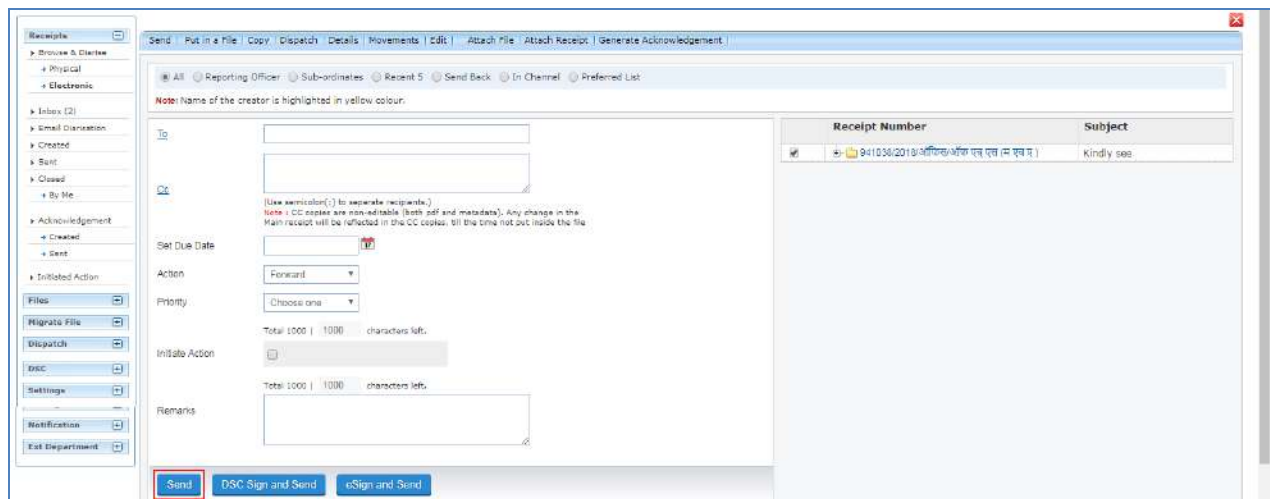 Receipts
Browse & Diarise
Physical
Electronic
Inbox (2)
Email Diarisation
Created
Sent
Closed
By Me
Acknowledgement
Created
Sent
Initiated Action
Files
Migrate File
Dispatch
DSC
Settings
Notification
Ext Department
Send | Put in a File | Copy | Dispatch | Details | Movements | Edit | Attach File | Attach Receipt | Generate Acknowledgement |
All Reporting Officer Sub-ordinates Recent 5 Send Back In Channel Preferred List
Note: Name of the creator is highlighted in yellow colour.
To
Cc
(Use semicolon(;) to separate recipients.)
Note : CC copies are non-editable (both pdf and metadata). Any change in the
Main receipt will be reflected in the CC copies, till the time not put inside the file
Set Due Date
Action Forward
Priority Choose one
Total 1000 | 1000 characters left.
Initiate Action
Total 1000 | 1000 characters left.
Remarks
Send DSC Sign and Send eSign and Send
Receipt Number Subject
/2018/ऑफिस/ऑफ एच एस Kindly see